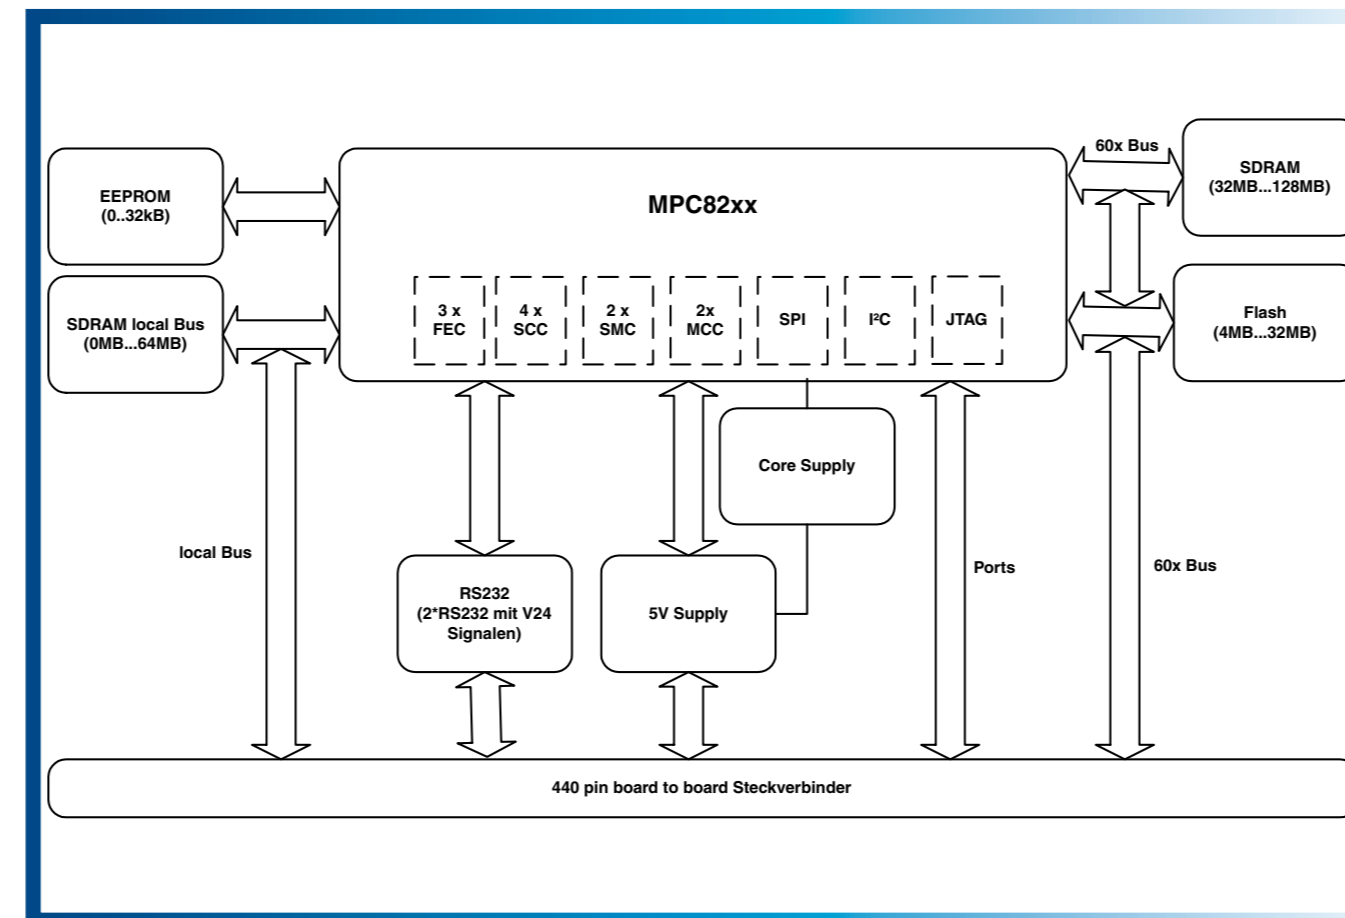 60x Bus
EEPROM
(0..32kB)
MPC82xx
SDRAM
(32MB...128MB)
SDRAM local Bus
(0MB...64MB)
3 x
FEC
4 x
SCC
2 x
SMC
2x
MCC
SPI
I²C
JTAG
Flash
(4MB...32MB)
Core Supply
local Bus
RS232
(2*RS232 mit V24
Signalen)
5V Supply
Ports
60x Bus
440 pin board to board Steckverbinder